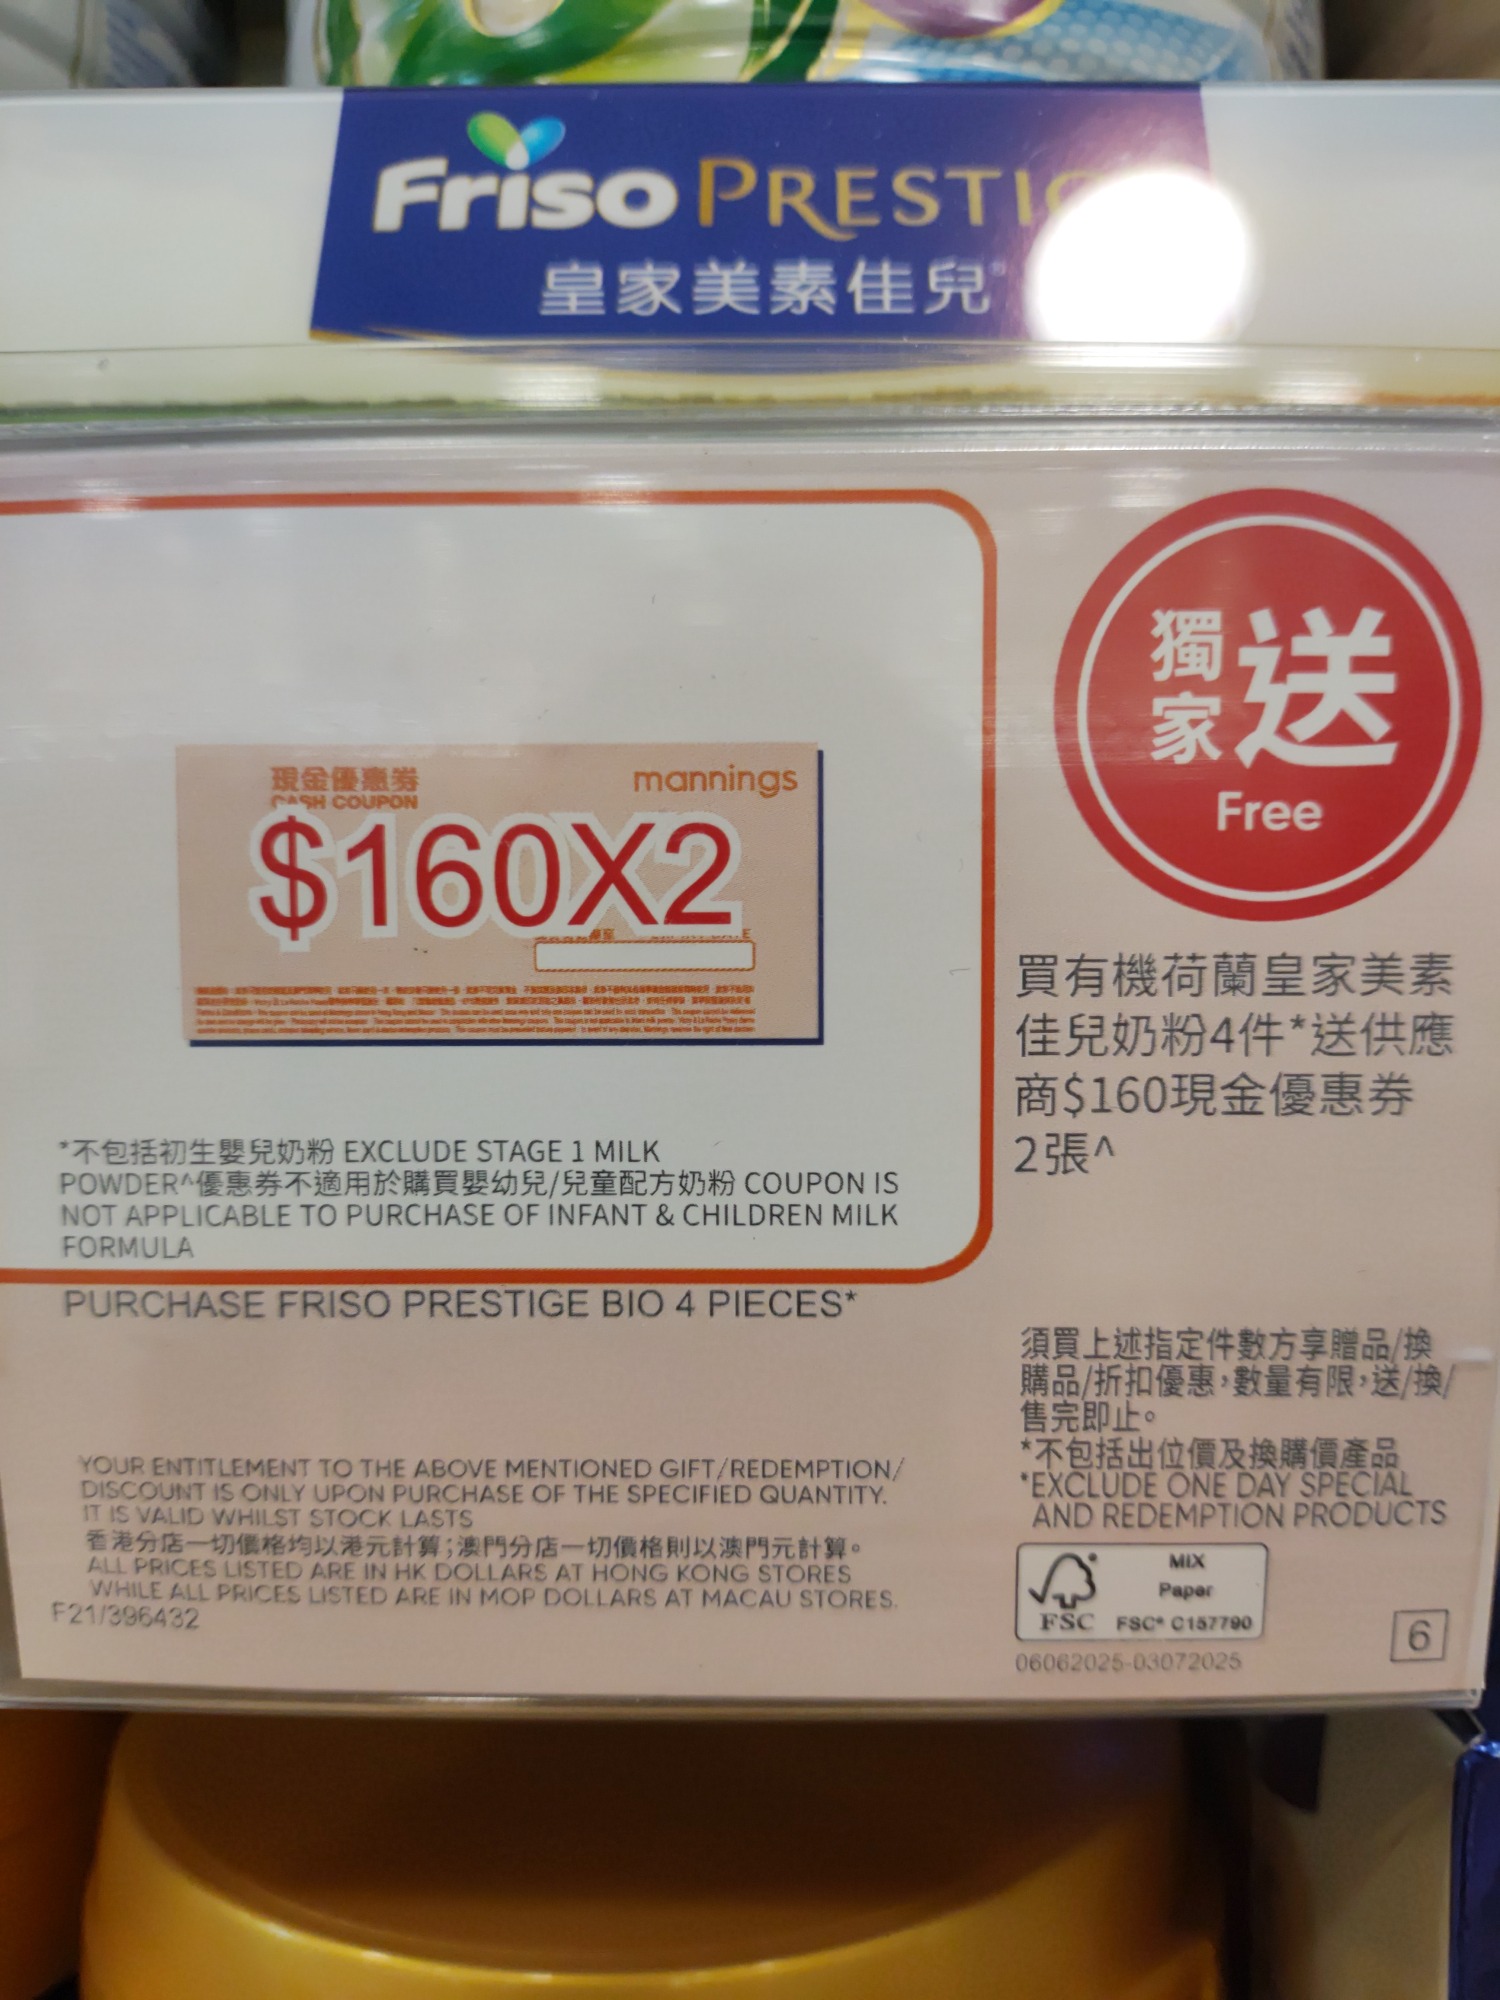 Friso PRESTI
皇家美素佳兒®
獨家
送
Free
現金優惠券
CASH COUPON
mannings
$160X2
買有機荷蘭皇家美素
佳兒奶粉4件*送供應
商$160現金優惠券
2張^
*不包括初生嬰兒奶粉 EXCLUDE STAGE 1 MILK
POWDER^優惠券不適用於購買嬰幼兒/兒童配方奶粉 COUPON IS
NOT APPLICABLE TO PURCHASE OF INFANT & CHILDREN MILK
FORMULA
PURCHASE FRISO PRESTIGE BIO 4 PIECES*
須買上述指定件數方享贈品/換
購品/折扣優惠，數量有限，送/換/
售完即止。
*不包括出位價及換購價產品
*EXCLUDE ONE DAY SPECIAL
AND REDEMPTION PRODUCTS
YOUR ENTITLEMENT TO THE ABOVE MENTIONED GIFT/REDEMPTION/
DISCOUNT IS ONLY UPON PURCHASE OF THE SPECIFIED QUANTITY.
IT IS VALID WHILST STOCK LASTS
香港分店一切價格均以港元計算；澳門分店一切價格則以澳門元計算。
ALL PRICES LISTED ARE IN HK DOLLARS AT HONG KONG STORES
WHILE ALL PRICES LISTED ARE IN MOP DOLLARS AT MACAU STORES.
F21/396432
MIX
Paper
FSC
FSC® C157790
06062025-03072025
6